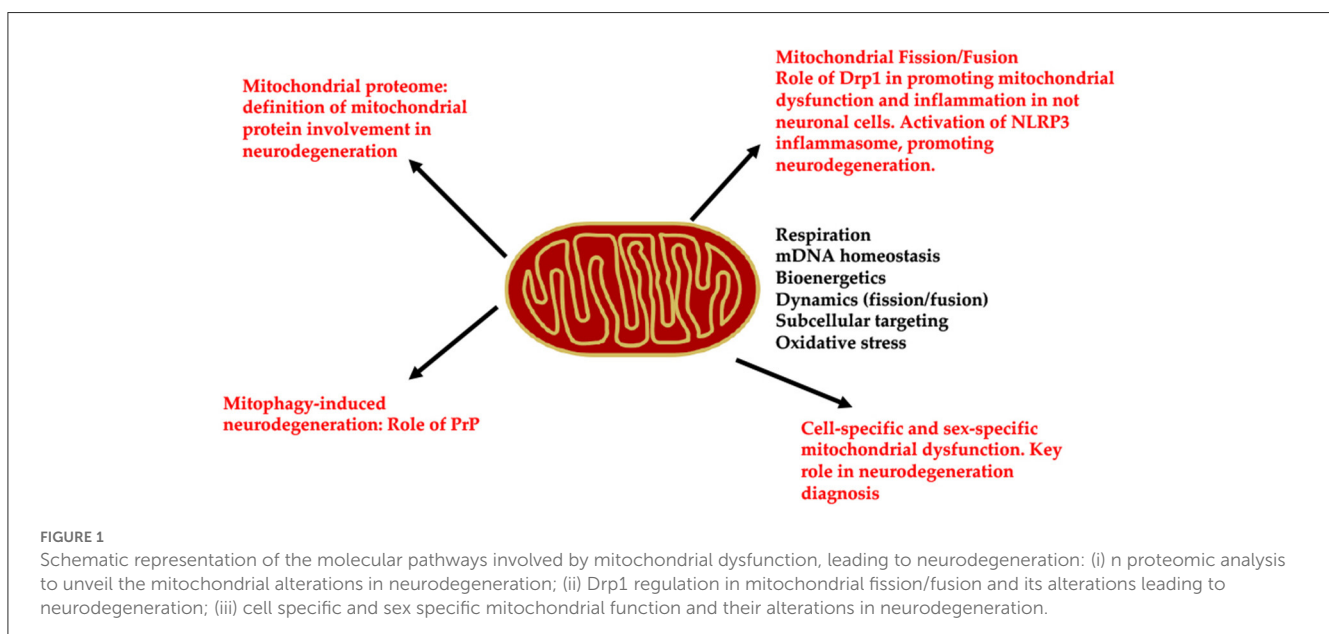 Mitochondrial proteome:
definition of mitochondrial
protein involvement in
neurodegeneration
Mitochondrial Fission/Fusion
Role of Drp1 in promoting mitochondrial
dysfunction and inflammation in not
neuronal cells. Activation of NLRP3
inflammasome, promoting
neurodegeneration.
Respiration
mDNA homeostasis
Bioenergetics
Dynamics (fission/fusion)
Subcellular targeting
Oxidative stress
Mitophagy-induced
neurodegeneration: Role of PrP
Cell-specific and sex-specific
mitochondrial dysfunction. Key
role in neurodegeneration
diagnosis
FIGURE 1
Schematic representation of the molecular pathways involved by mitochondrial dysfunction, leading to neurodegeneration: (i) n proteomic analysis
to unveil the mitochondrial alterations in neurodegeneration; (ii) Drp1 regulation in mitochondrial fission/fusion and its alterations leading to
neurodegeneration; (iii) cell specific and sex specific mitochondrial function and their alterations in neurodegeneration.